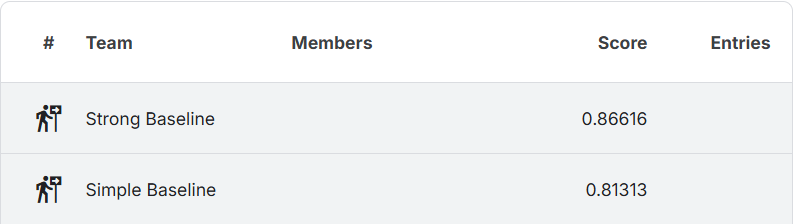 # Team Members Score Entries
Strong Baseline 0.86616
Simple Baseline 0.81313